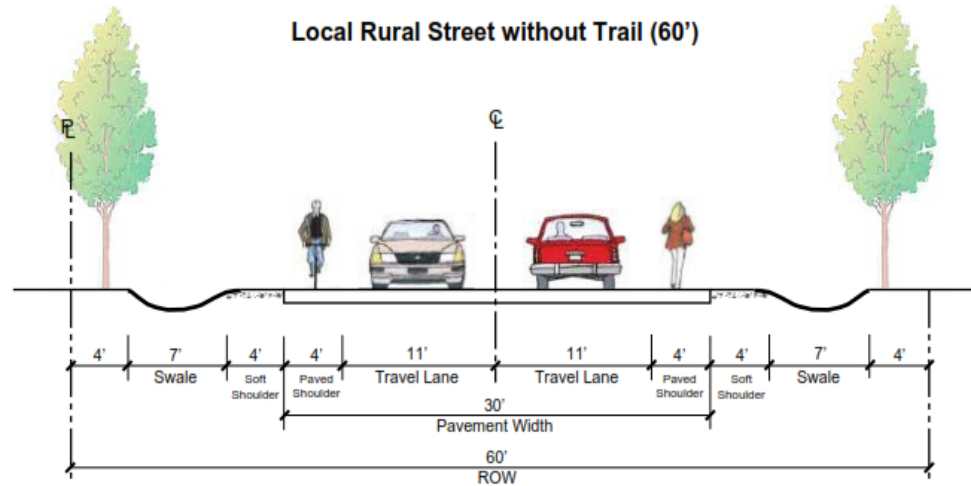 Local Rural Street without Trail (60’)
℄
PL
4’ 7’ 4’ 4’ 11’ 11’ 4’ 4’ 7’ 4’
Swale Soft Shoulder Paved Shoulder Travel Lane Travel Lane Paved Shoulder Soft Shoulder Swale
30’
Pavement Width
60’
ROW